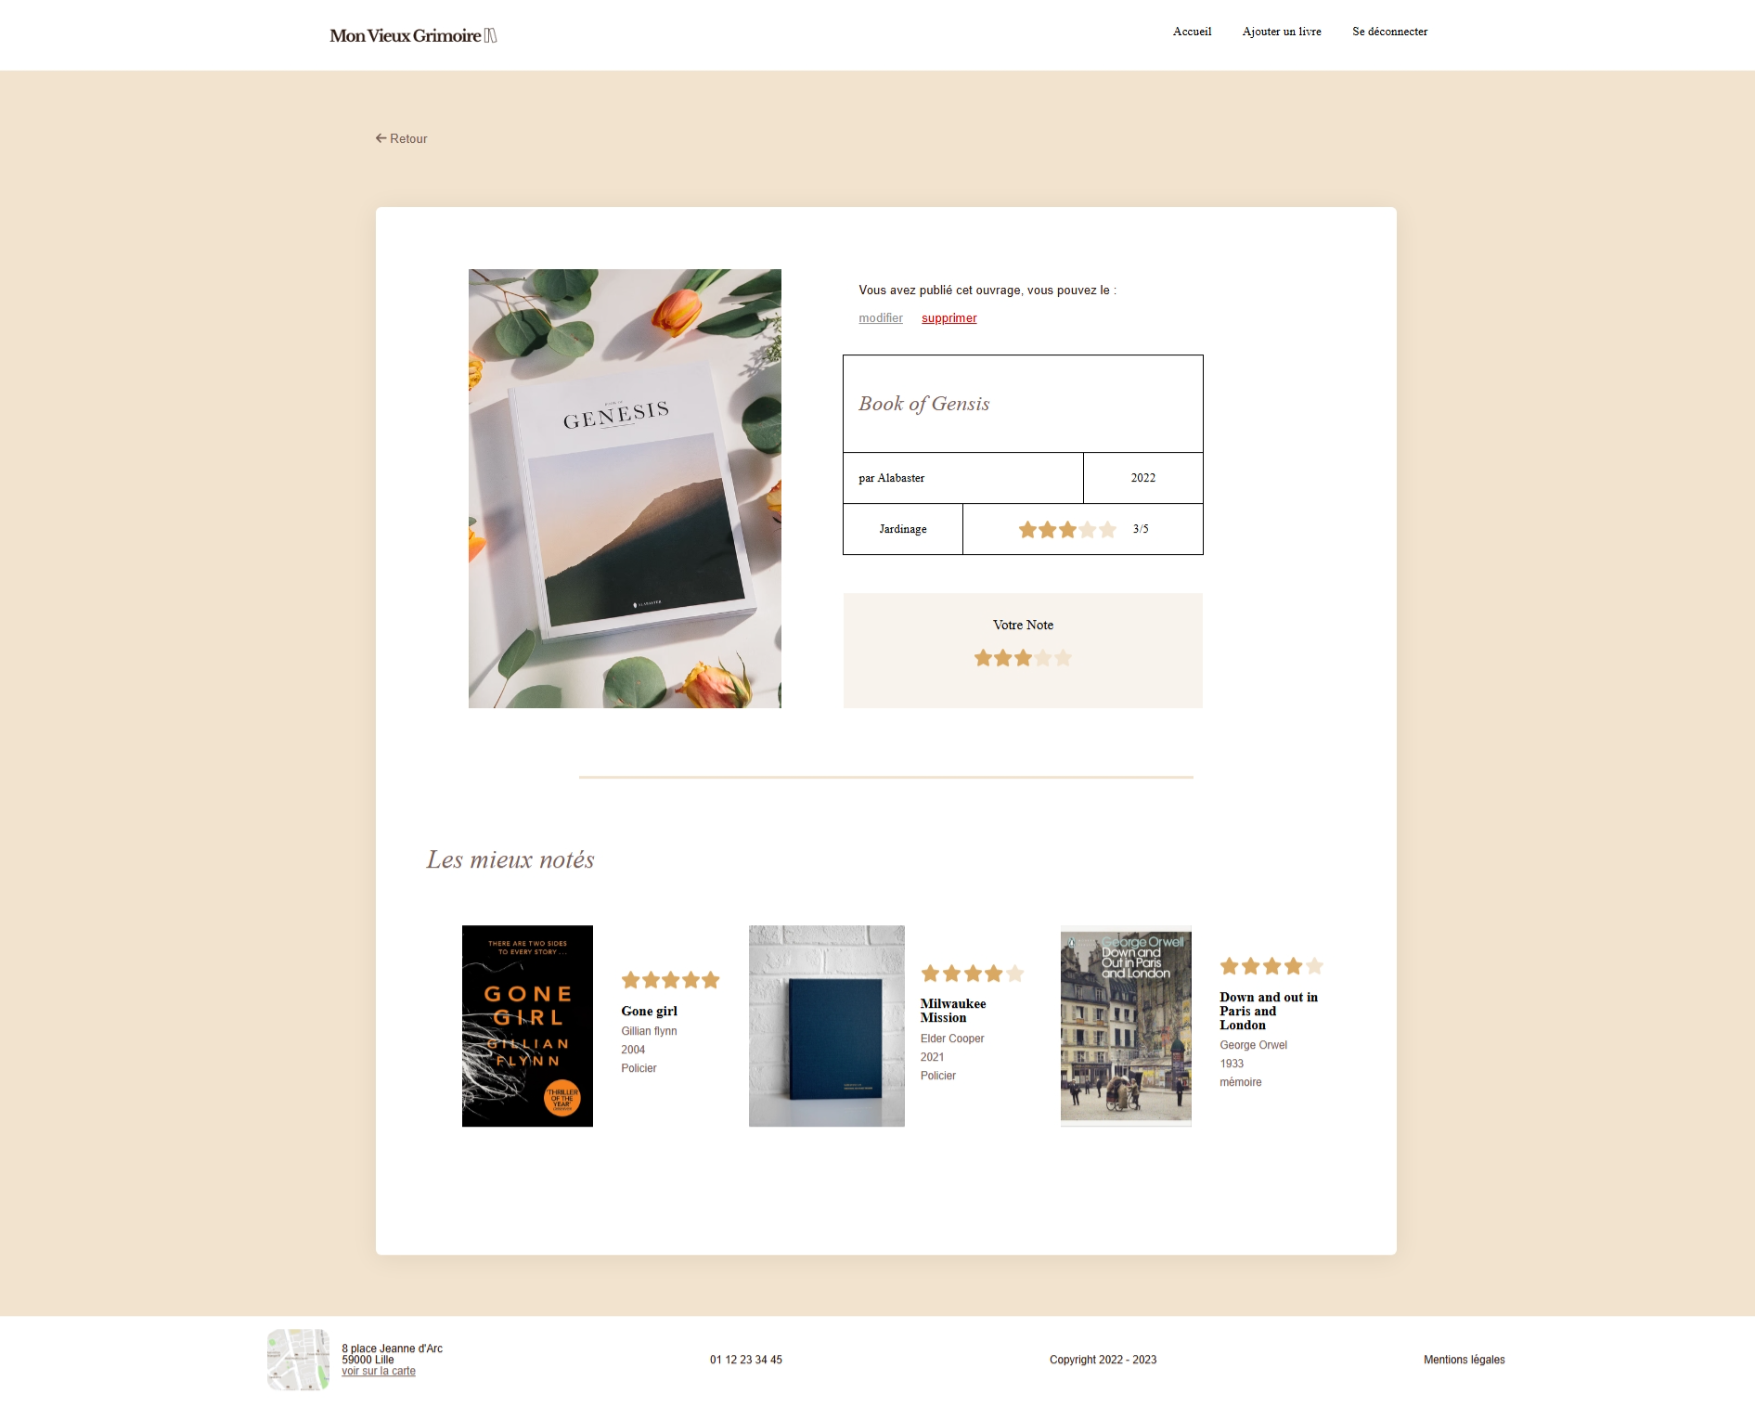 Mon Vieux Grimoire
Accueil
Ajouter un livre
Se déconnecter
Retour
BOOK OF
GENESIS
ALABASTER
Vous avez publié cet ouvrage, vous pouvez le :
modifier
supprimer
Book of Gensis
par Alabaster
2022
Jardinage
3/5
Votre Note
Les mieux notés
THERE ARE TWO SIDES
TO EVERY STORY . . .
GONE
GIRL
GILLIAN
FLYNN
'THRILLER
OF THE
YEAR'
Gone girl
Gillian flynn
2004
Policier
Milwaukee
Mission
Elder Cooper
2021
Policier
George Orwell
Down and
Out in Paris
and London
Down and out in
Paris and
London
George Orwel
1933
mémoire
8 place Jeanne d'Arc
59000 Lille
voir sur la carte
01 12 23 34 45
Copyright 2022 - 2023
Mentions légales